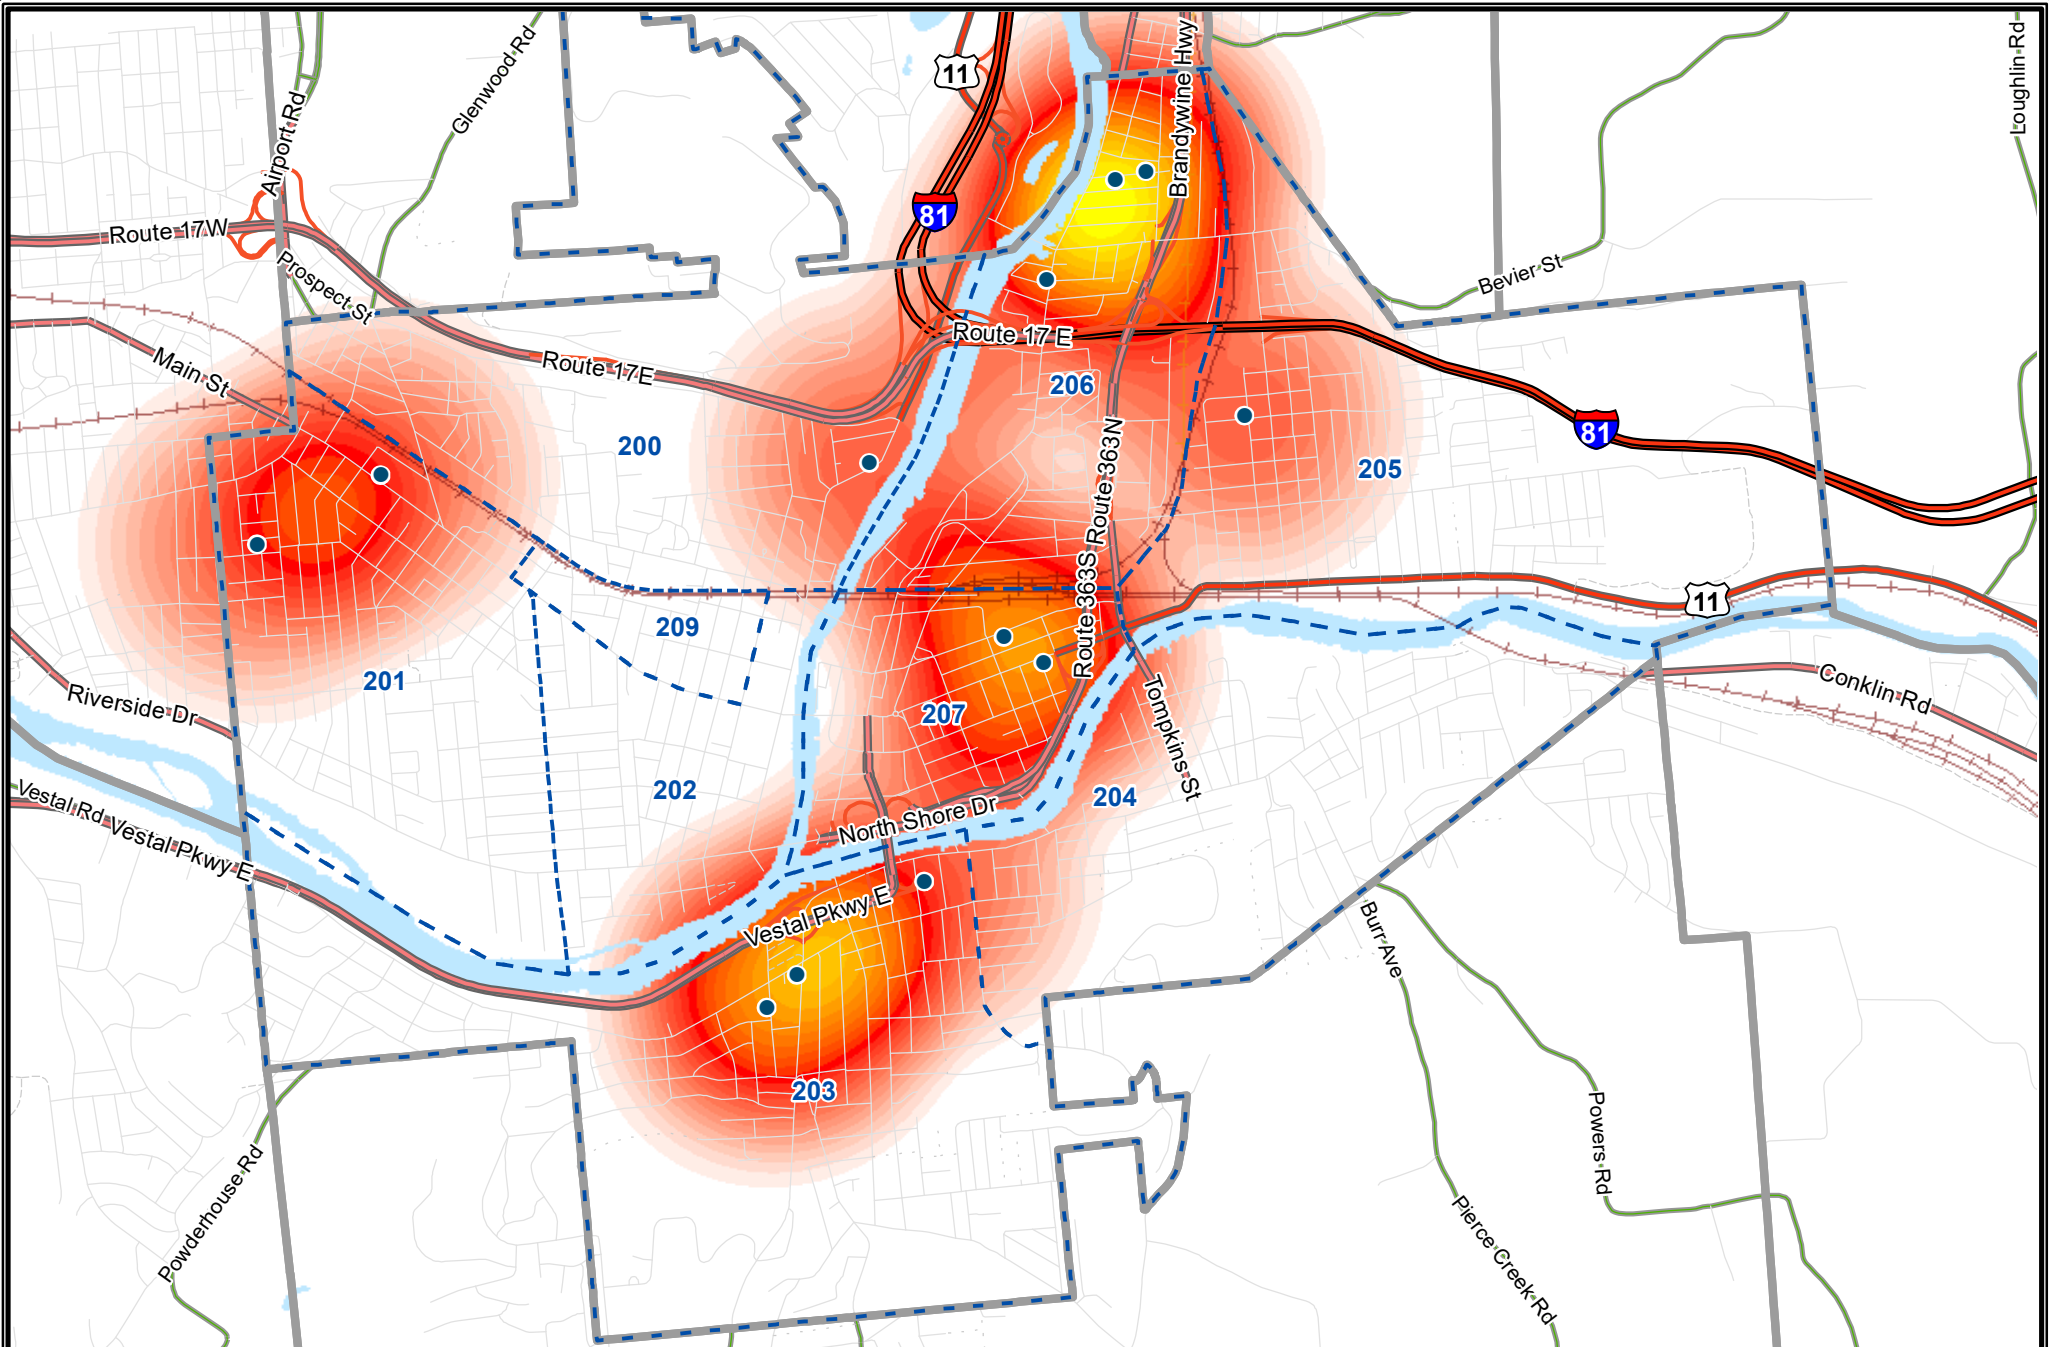 Glenwood Rd
11
Brandywine Hwy
Loughlin Rd
Airport Rd
81
Route 17W
Prospect St
Bevier St
Main St
Route 17E
Route 17 E
206
200
Route 363N
81
205
Route 363S
11
209
201
Riverside Dr
207
Tompkins St
Conklin Rd
202
204
Vestal Rd
Vestal Pkwy E
North Shore Dr
Vestal Pkwy E
Burr Ave
203
Powers Rd
Powderhouse Rd
Pierce Creek Rd